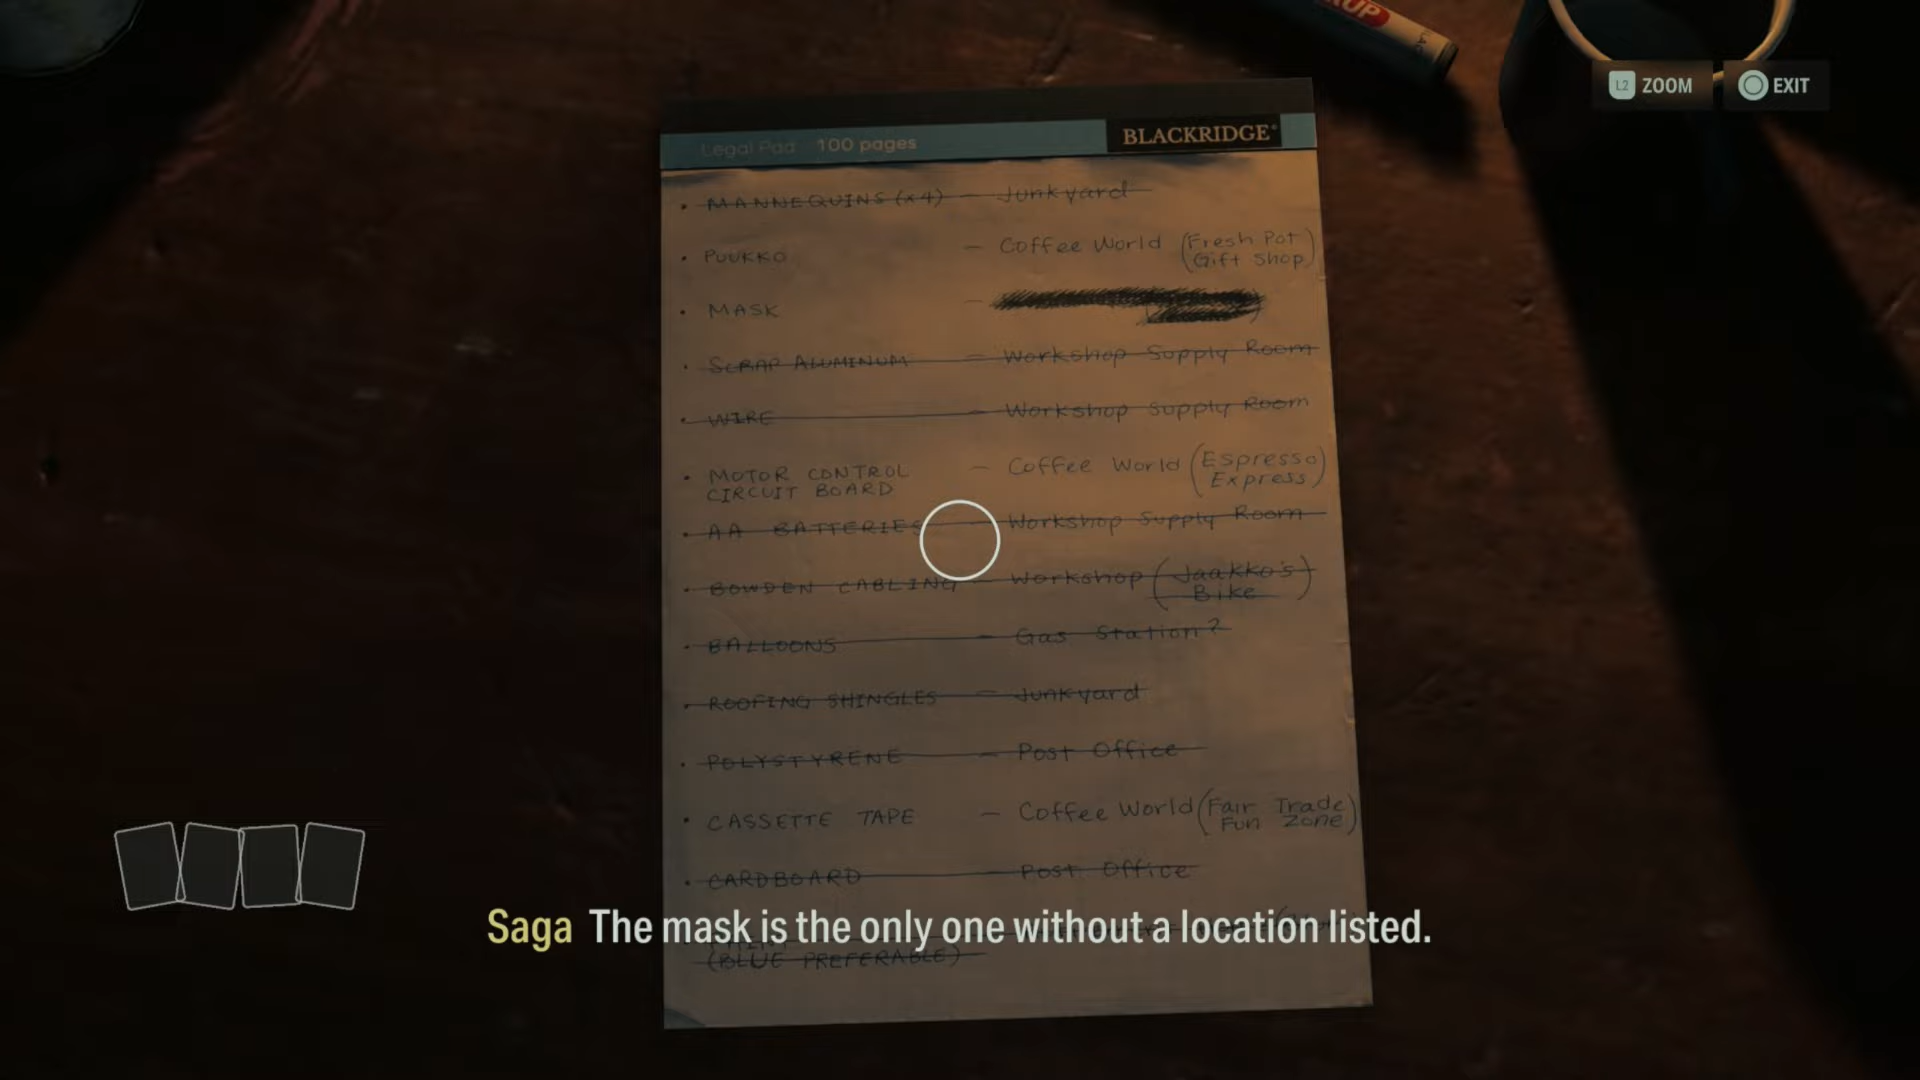 RUP
L2 ZOOM
EXIT
Legal Pad 100 pages
BLACKRIDGE
• MANNEQUINS (x4) — Junkyard
• PUUKKO — Coffee World (Fresh Pot
Gift Shop)
• MASK —
• SCRAP ALUMINUM — Workshop Supply Room
• WIRE — Workshop Supply Room
• MOTOR CONTROL — Coffee World (Espresso
CIRCUIT BOARD Express)
• AA BATTERIES — Workshop Supply Room
• BOWDEN CABLING — Workshop (Jaakko's
Bike)
• BALLOONS — Gas Station?
• ROOFING SHINGLES — Junkyard
• POLYSTYRENE — Post Office
• CASSETTE TAPE — Coffee World (Fair Trade
Fun Zone)
• CARDBOARD — Post Office
Saga The mask is the only one without a location listed.
(BLUE PREFERABLE)